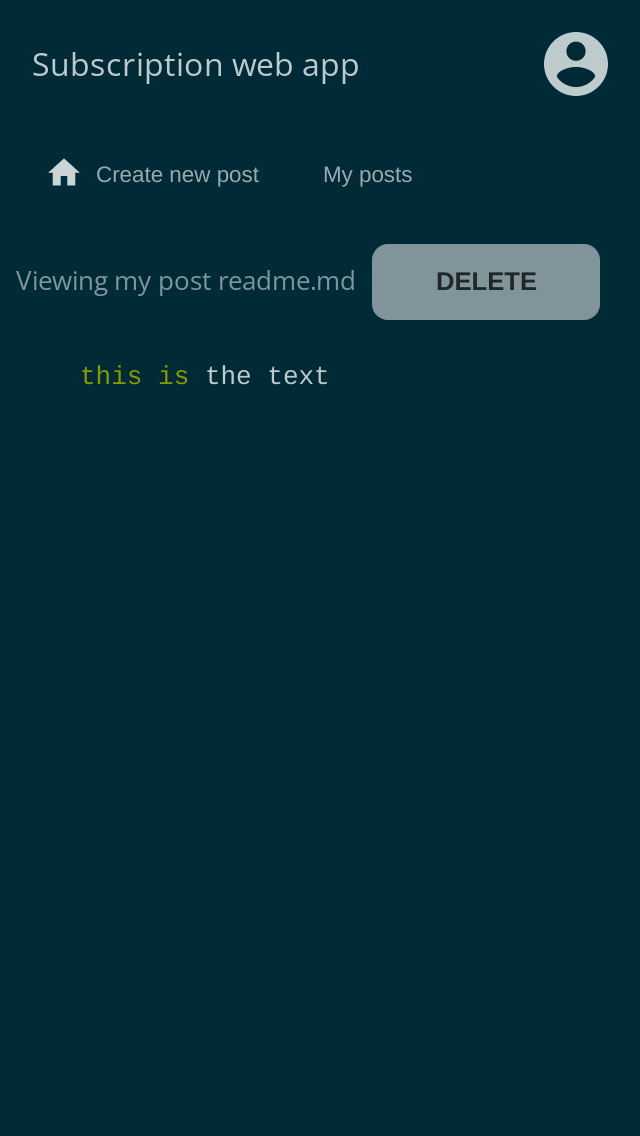 Subscription web app
Create new post My posts
Viewing my post readme.md DELETE
this is the text